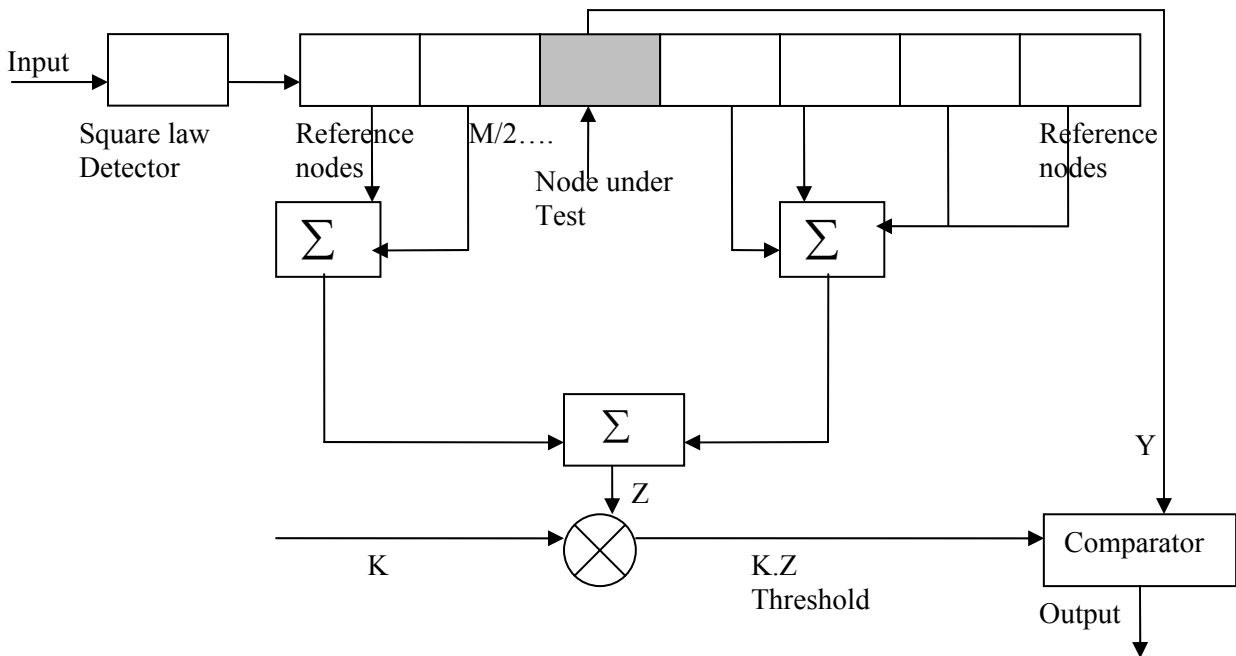 Input
Square law
Detector
Reference
nodes
M/2….
Node under
Test
Reference
nodes
Σ
Σ
Σ
Z
Y
K
K.Z
Threshold
Comparator
Output